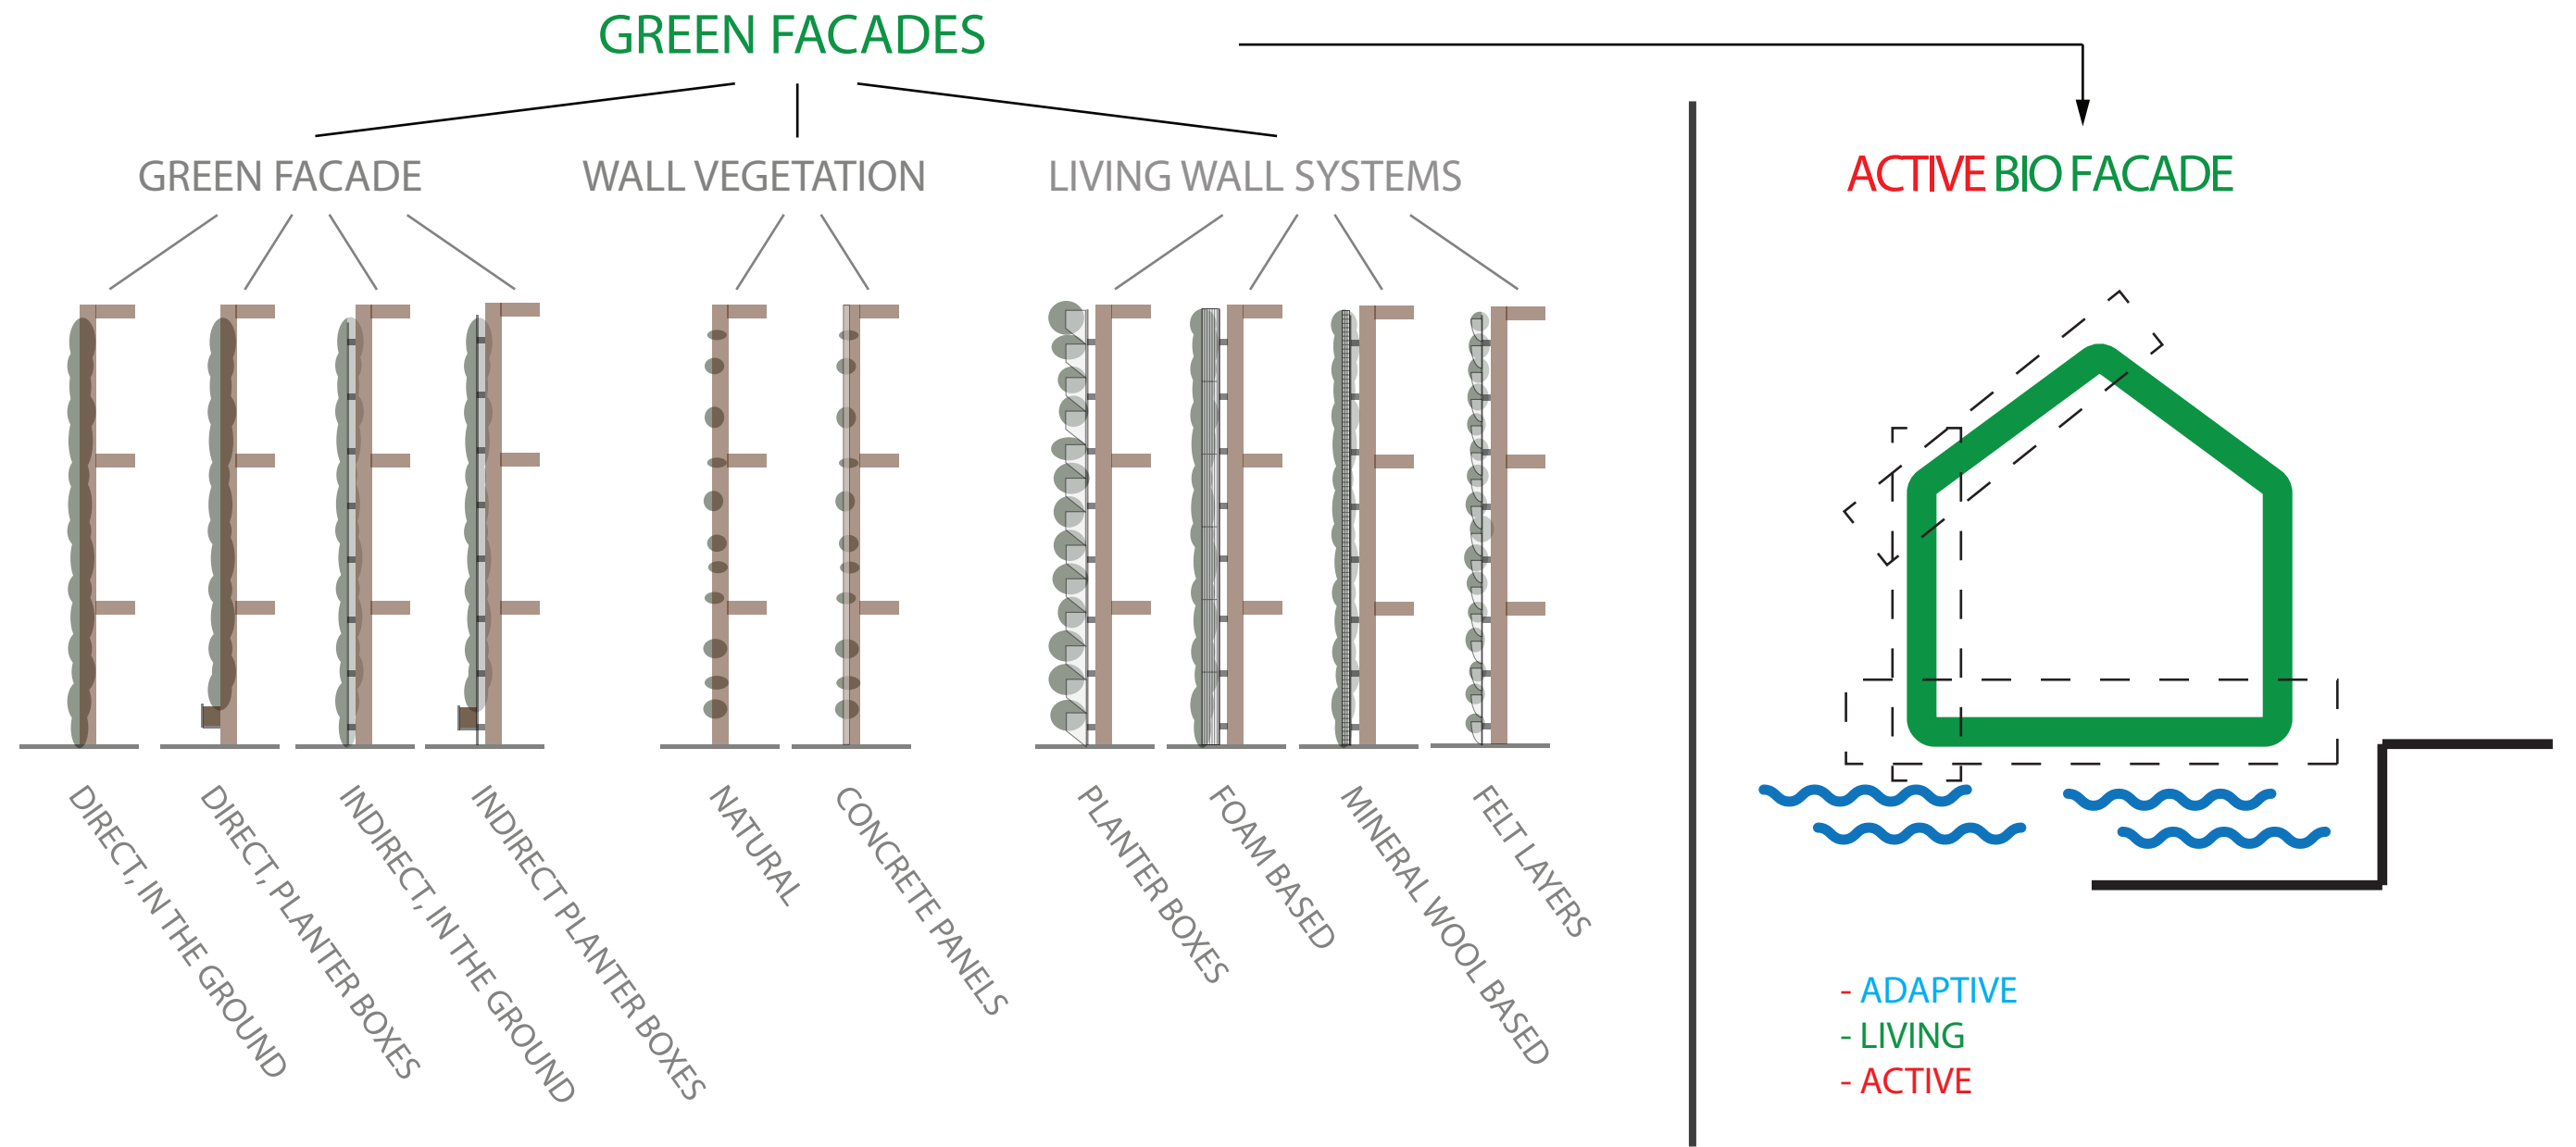 GREEN FACADES
GREEN FACADE
WALL VEGETATION
LIVING WALL SYSTEMS
DIRECT, IN THE GROUND
DIRECT, PLANTER BOXES
INDIRECT, IN THE GROUND
INDIRECT PLANTER BOXES
NATURAL
CONCRETE PANELS
PLANTER BOXES
FOAM BASED
MINERAL WOOL BASED
FELT LAYERS
ACTIVE BIO FACADE
- ADAPTIVE
- LIVING
- ACTIVE